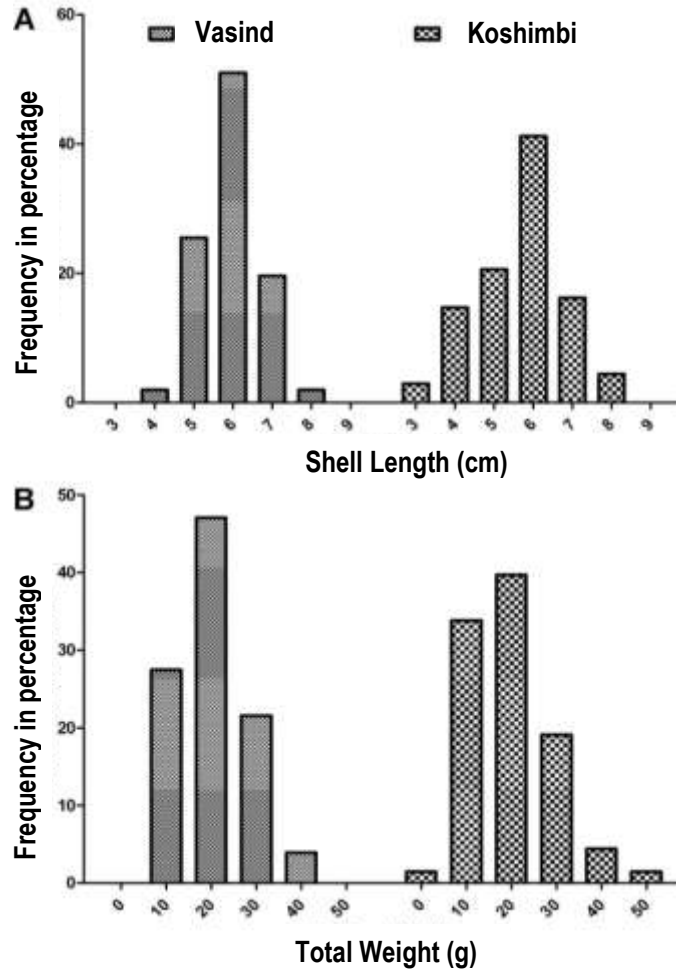 A
60
Vasind
Koshimbi
40
20
0
Frequency in percentage
3 4 5 6 7 8 9 3 4 5 6 7 8 9
Shell Length (cm)
B
50
40
30
20
10
0
Frequency in percentage
0 10 20 30 40 50 0 10 20 30 40 50
Total Weight (g)